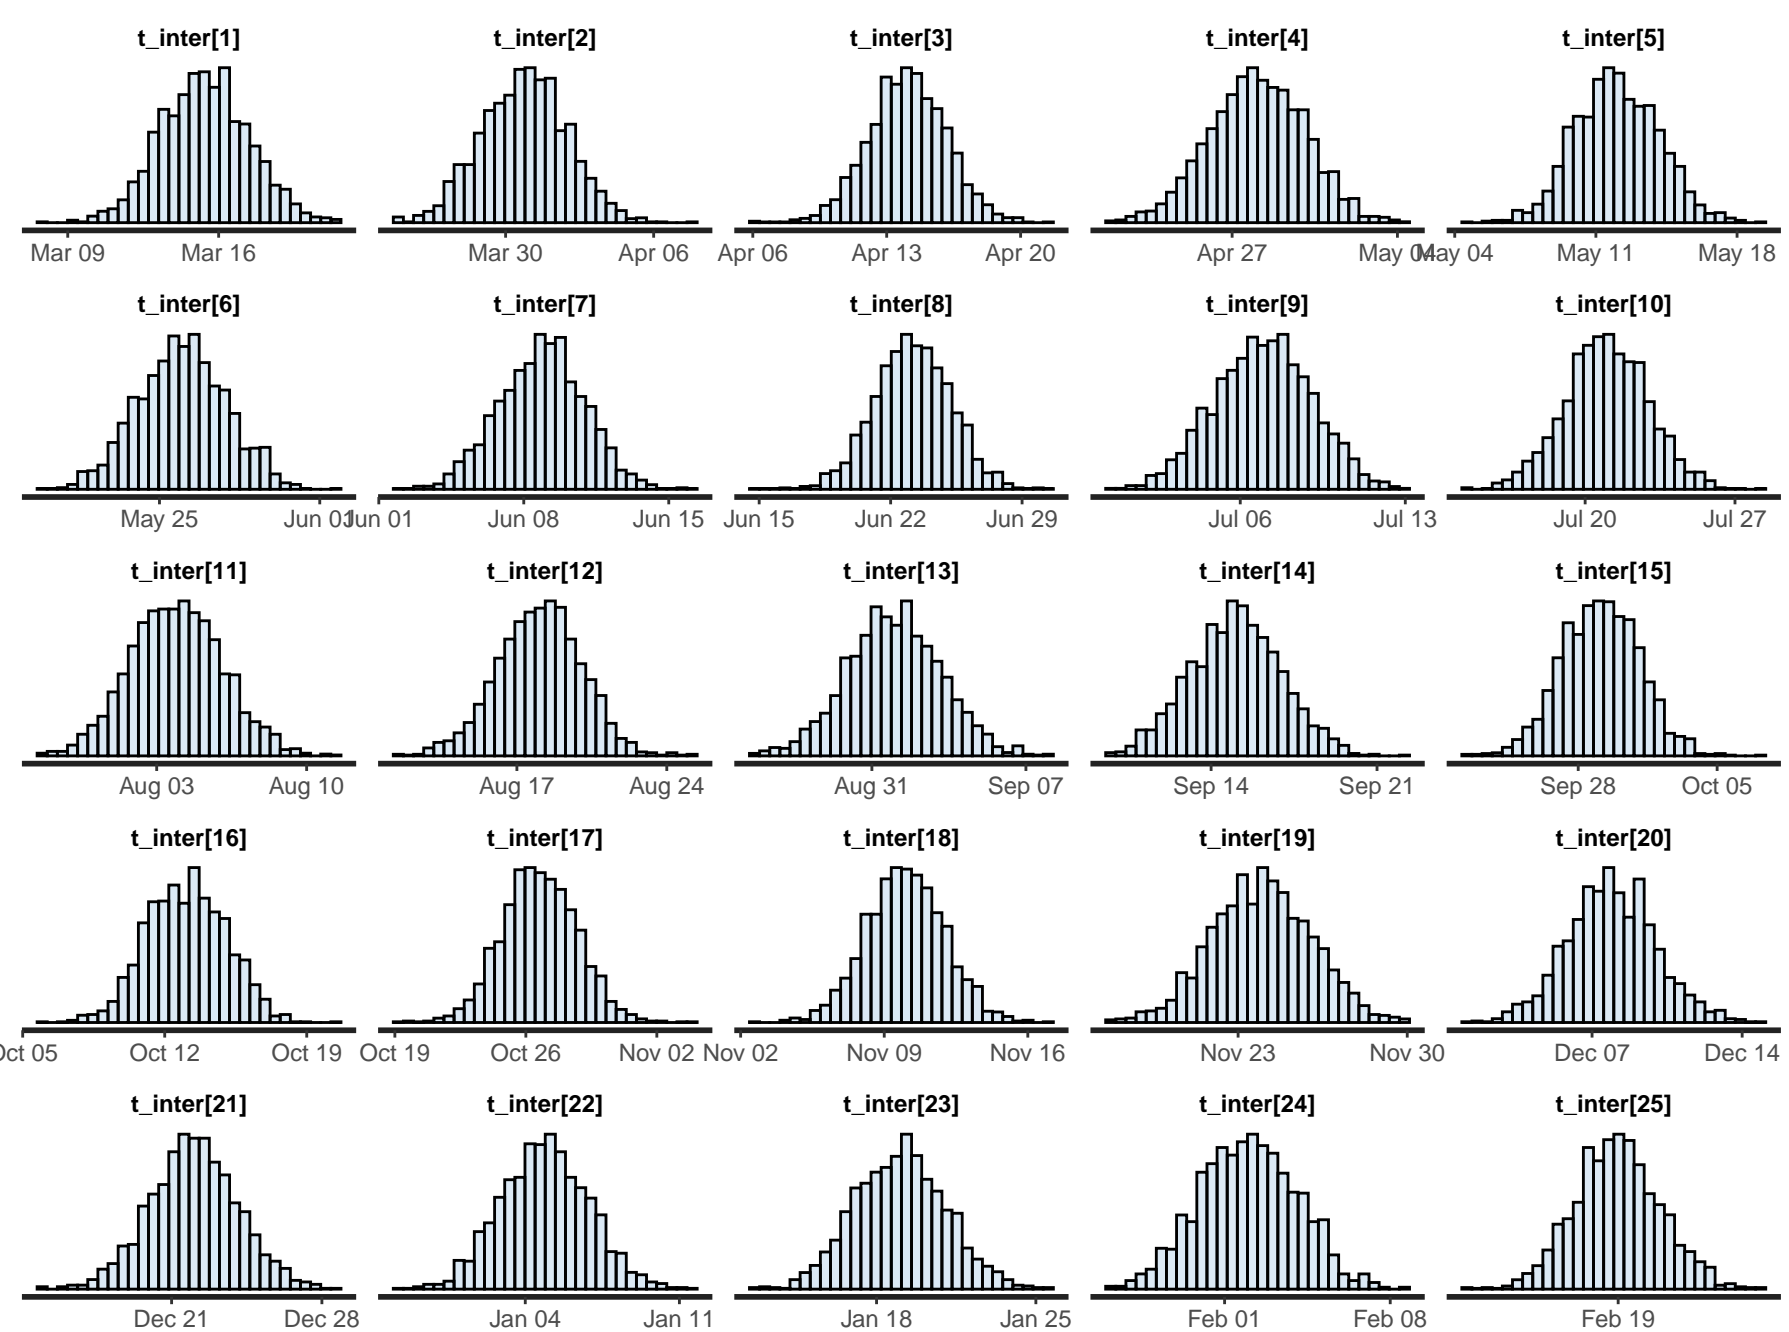 t_inter[1] t_inter[2] t_inter[3] t_inter[4] t_inter[5]
Mar 09 Mar 16 Mar 30 Apr 06 Apr 06 Apr 13 Apr 20 Apr 27 May 04 May 04 May 11 May 18
t_inter[6] t_inter[7] t_inter[8] t_inter[9] t_inter[10]
May 25 Jun 01 Jun 01 Jun 08 Jun 15 Jun 15 Jun 22 Jun 29 Jul 06 Jul 13 Jul 20 Jul 27
t_inter[11] t_inter[12] t_inter[13] t_inter[14] t_inter[15]
Aug 03 Aug 10 Aug 17 Aug 24 Aug 31 Sep 07 Sep 14 Sep 21 Sep 28 Oct 05
t_inter[16] t_inter[17] t_inter[18] t_inter[19] t_inter[20]
Oct 05 Oct 12 Oct 19 Oct 19 Oct 26 Nov 02 Nov 02 Nov 09 Nov 16 Nov 23 Nov 30 Dec 07 Dec 14
t_inter[21] t_inter[22] t_inter[23] t_inter[24] t_inter[25]
Dec 21 Dec 28 Jan 04 Jan 11 Jan 18 Jan 25 Feb 01 Feb 08 Feb 19